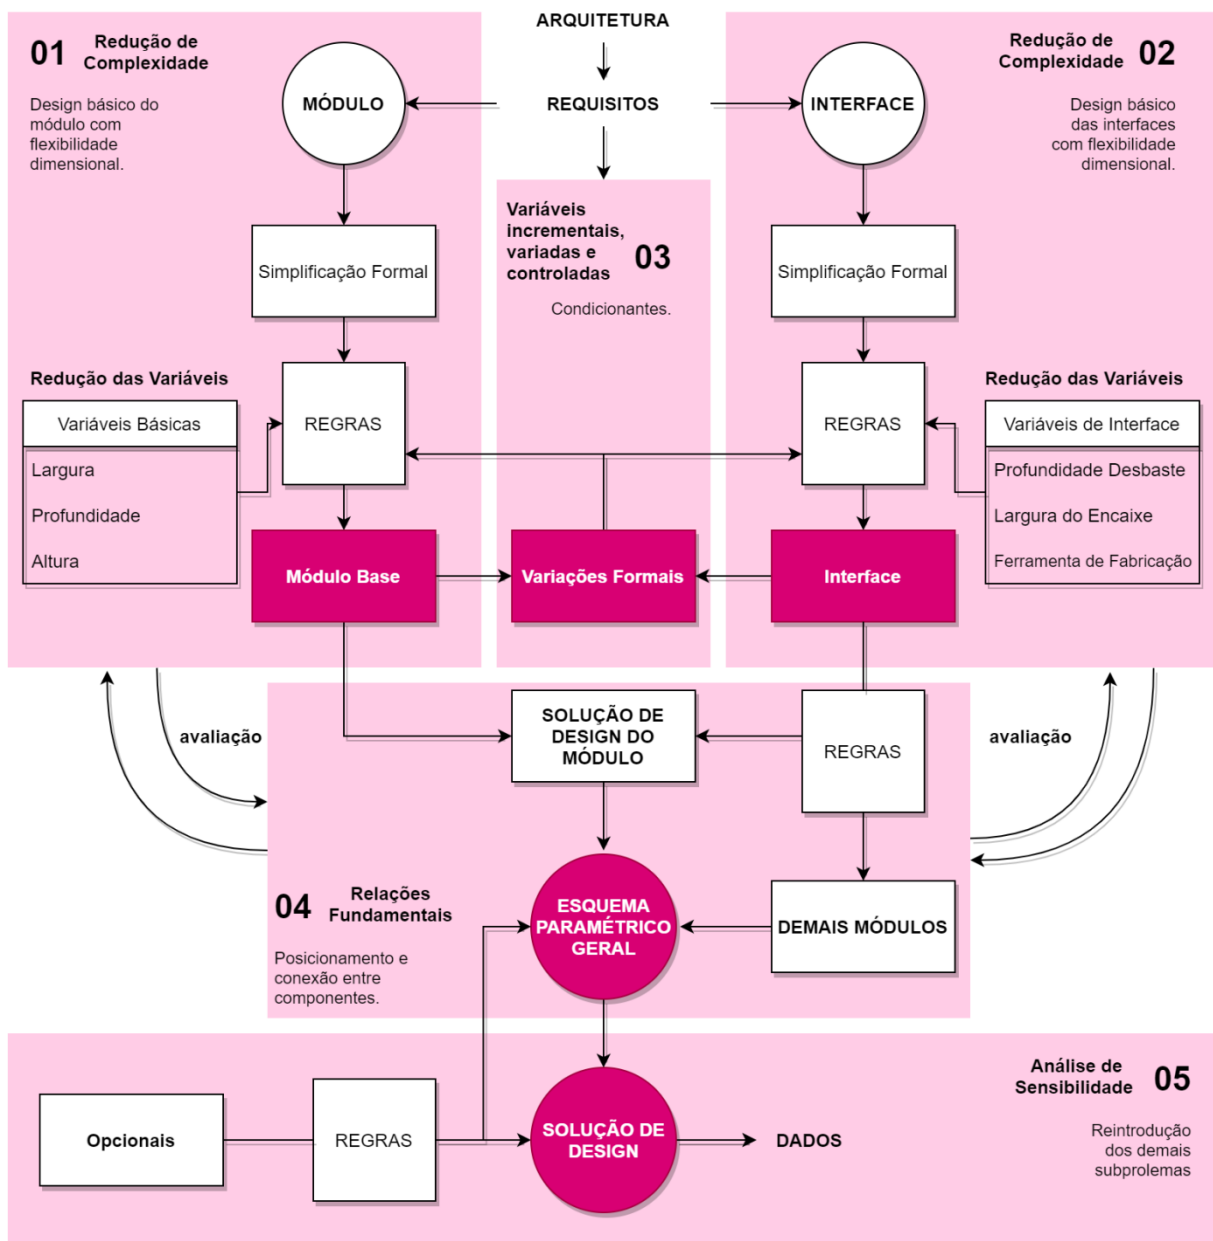 ARQUITETURA
01
Redução de
Complexidade
Design básico do
módulo com
flexibilidade
dimensional.
MÓDULO
REQUISITOS
INTERFACE
Redução de
Complexidade
02
Design básico
das interfaces
com flexibilidade
dimensional.
Variáveis
incrementais,
variadas e
controladas
03
Condicionantes.
Simplificação Formal
Simplificação Formal
Redução das Variáveis
Variáveis Básicas
Largura
Profundidade
Altura
REGRAS
REGRAS
Redução das Variáveis
Variáveis de Interface
Profundidade Desbaste
Largura do Encaixe
Ferramenta de Fabricação
Módulo Base
Variações Formais
Interface
avaliação
SOLUÇÃO DE
DESIGN DO
MÓDULO
REGRAS
avaliação
04
Relações
Fundamentais
Posicionamento e
conexão entre
componentes.
ESQUEMA
PARAMÉTRICO
GERAL
DEMAIS MÓDULOS
Análise de
Sensibilidade
05
Reintrodução
dos demais
subprolemas
Opcionais
REGRAS
SOLUÇÃO DE
DESIGN
DADOS